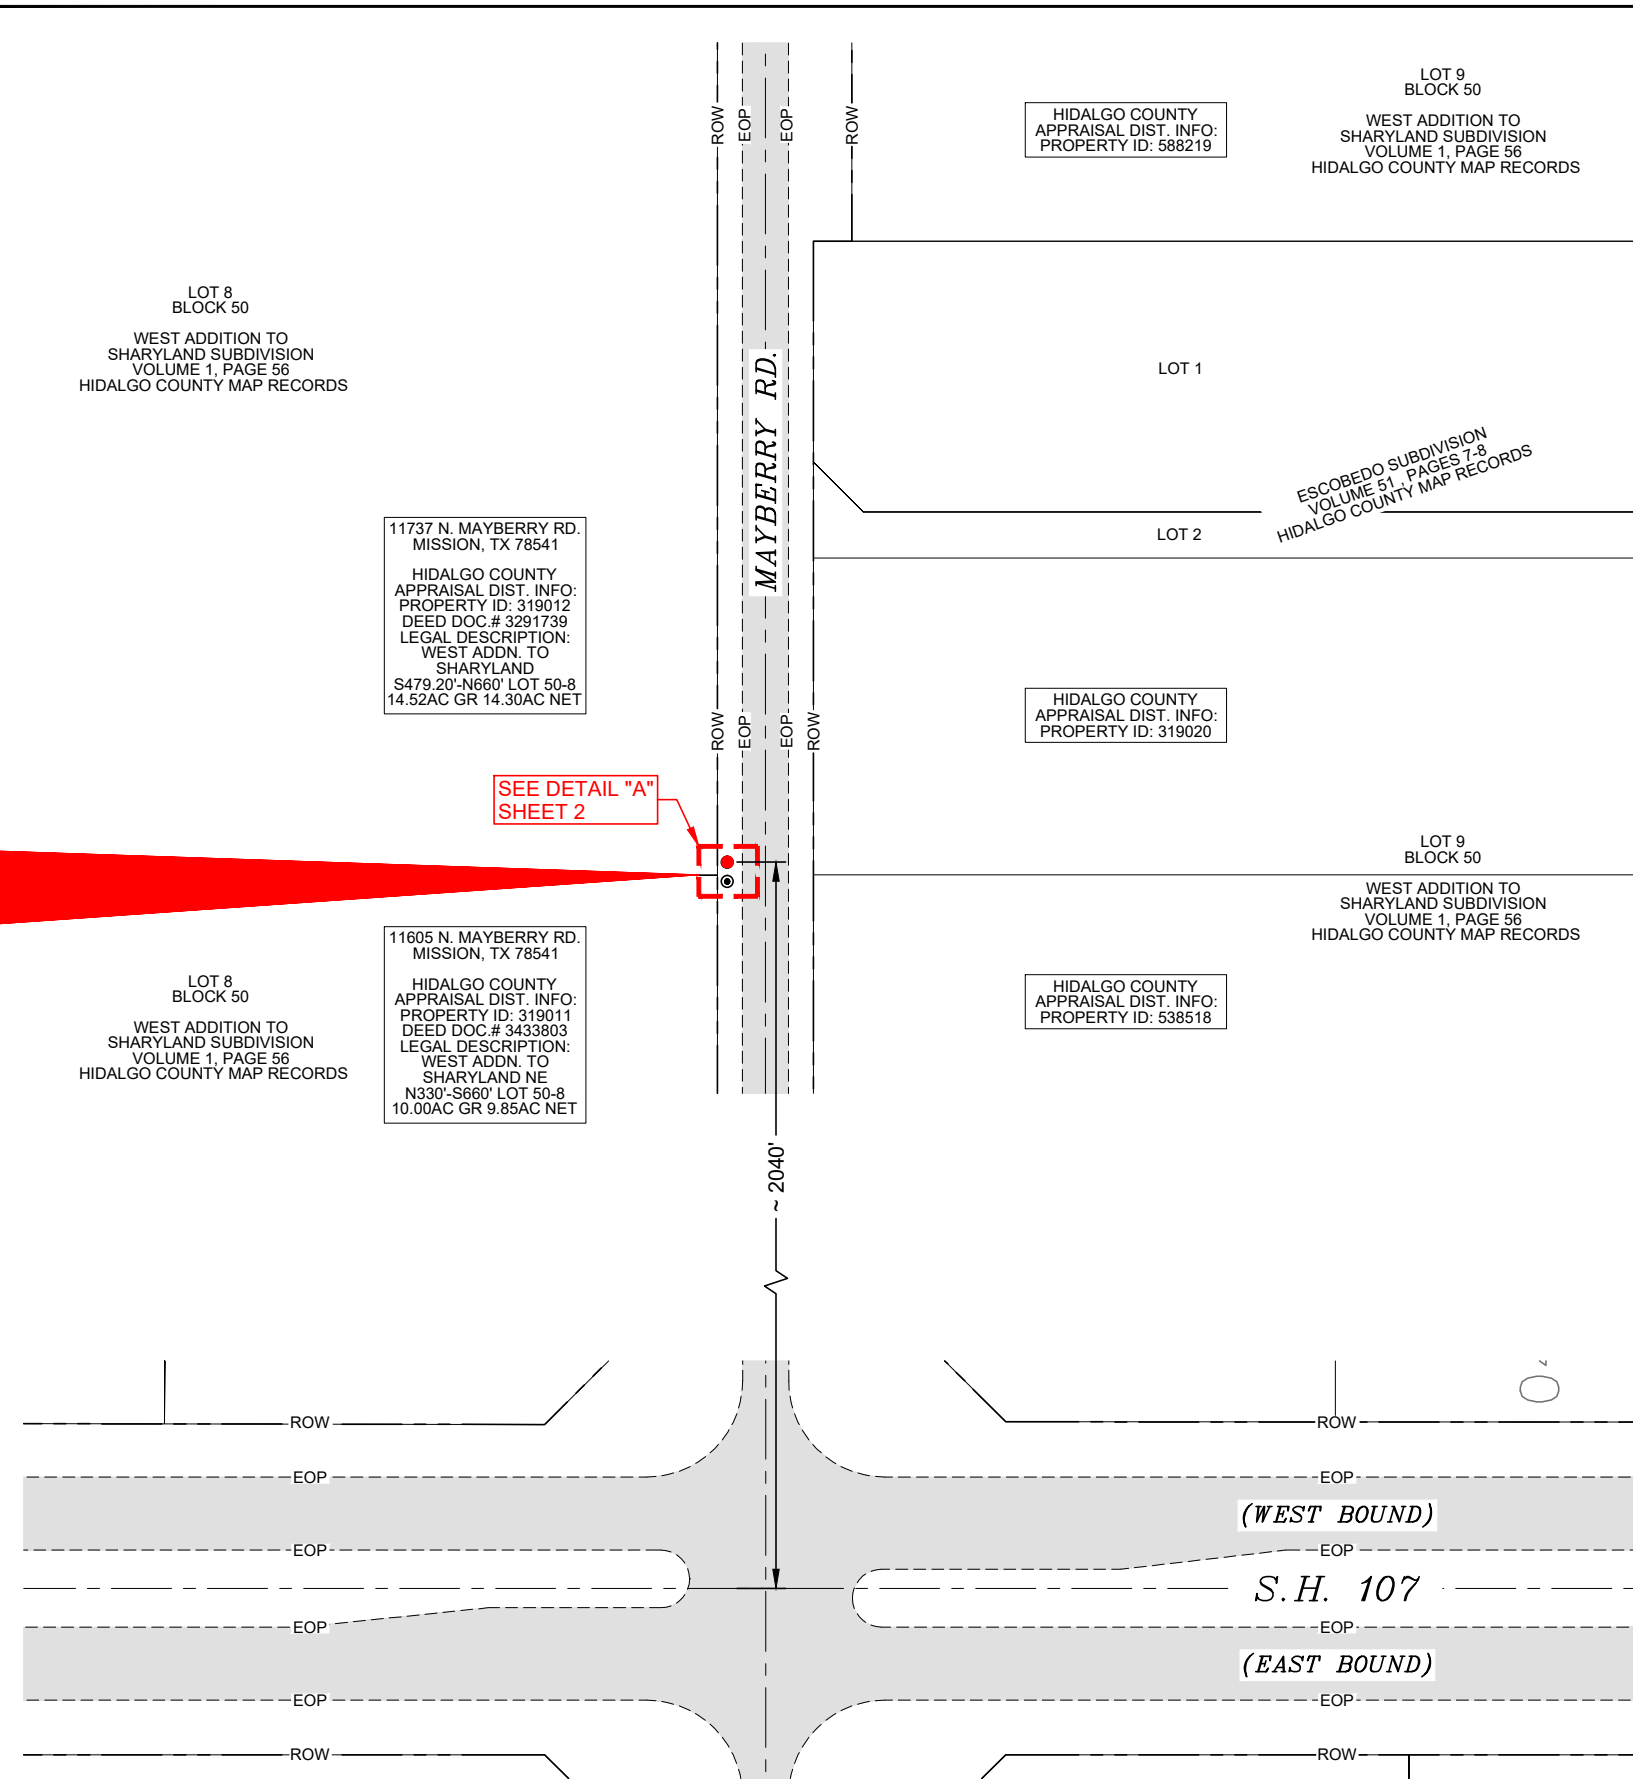 ROW
EOP
EOP
ROW
HIDALGO COUNTY
APPRAISAL DIST. INFO:
PROPERTY ID: 588219
LOT 9
BLOCK 50
WEST ADDITION TO
SHARYLAND SUBDIVISION
VOLUME 1, PAGE 56
HIDALGO COUNTY MAP RECORDS
LOT 8
BLOCK 50
WEST ADDITION TO
SHARYLAND SUBDIVISION
VOLUME 1, PAGE 56
HIDALGO COUNTY MAP RECORDS
MAYBERRY RD.
LOT 1
ESCOBEDO SUBDIVISION
VOLUME 51 , PAGES 7-8
HIDALGO COUNTY MAP RECORDS
LOT 2
11737 N. MAYBERRY RD.
MISSION, TX 78541
HIDALGO COUNTY
APPRAISAL DIST. INFO:
PROPERTY ID: 319012
DEED DOC.# 3291739
LEGAL DESCRIPTION:
WEST ADDN. TO
SHARYLAND
S479.20'-N660' LOT 50-8
14.52AC GR 14.30AC NET
ROW
EOP
EOP
ROW
HIDALGO COUNTY
APPRAISAL DIST. INFO:
PROPERTY ID: 319020
SEE DETAIL "A"
SHEET 2
LOT 9
BLOCK 50
WEST ADDITION TO
SHARYLAND SUBDIVISION
VOLUME 1, PAGE 56
HIDALGO COUNTY MAP RECORDS
11605 N. MAYBERRY RD.
MISSION, TX 78541
HIDALGO COUNTY
APPRAISAL DIST. INFO:
PROPERTY ID: 319011
DEED DOC.# 3433803
LEGAL DESCRIPTION:
WEST ADDN. TO
SHARYLAND NE
N330'-S660' LOT 50-8
10.00AC GR 9.85AC NET
LOT 8
BLOCK 50
WEST ADDITION TO
SHARYLAND SUBDIVISION
VOLUME 1, PAGE 56
HIDALGO COUNTY MAP RECORDS
HIDALGO COUNTY
APPRAISAL DIST. INFO:
PROPERTY ID: 538518
~ 2040'
ROW
ROW
EOP
EOP
(WEST BOUND)
EOP
EOP
S.H. 107
EOP
EOP
(EAST BOUND)
EOP
EOP
ROW
ROW